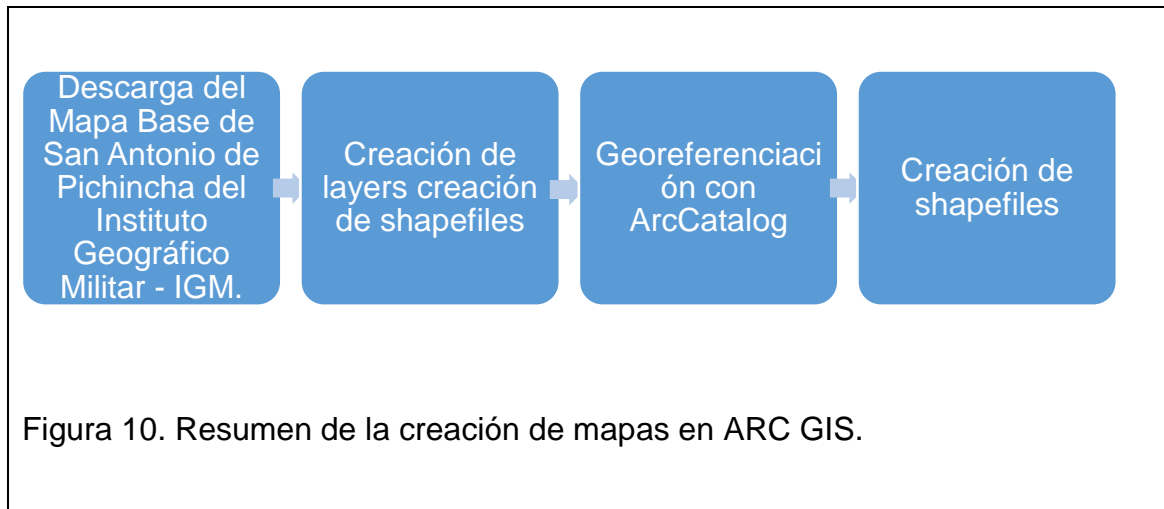 Descarga del
Mapa Base de
San Antonio de
Pichincha del
Instituto
Geográfico
Militar - IGM.
Creación de
layers creación
de shapefiles
Georeferenciaci
ón con
ArcCatalog
Creación de
shapefiles
Figura 10. Resumen de la creación de mapas en ARC GIS.